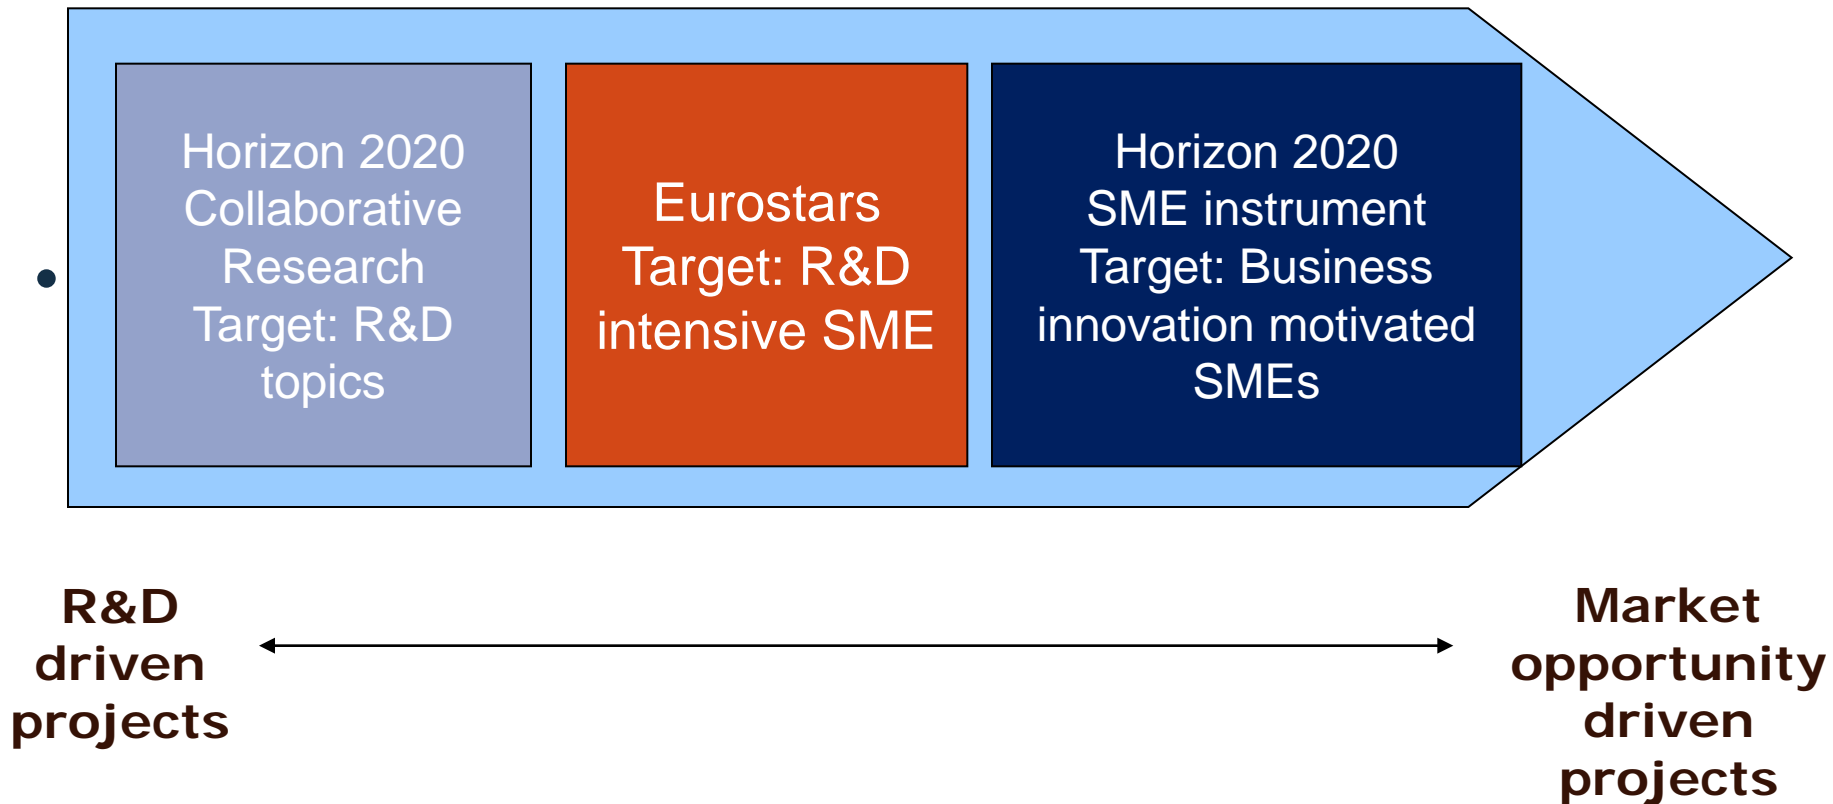 Horizon 2020
Collaborative
Research
Target: R&D
topics
Eurostars
Target: R&D
intensive SME
Horizon 2020
SME instrument
Target: Business
innovation motivated
SMEs
R&D
driven
projects
Market
opportunity
driven
projects